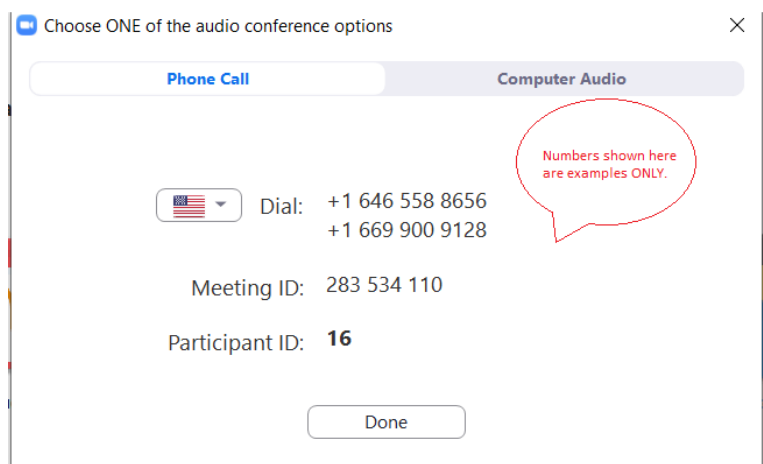 Choose ONE of the audio conference options
Phone Call
Computer Audio
Numbers shown here
are examples ONLY.
Dial: +1 646 558 8656
+1 669 900 9128
Meeting ID: 283 534 110
Participant ID: 16
Done